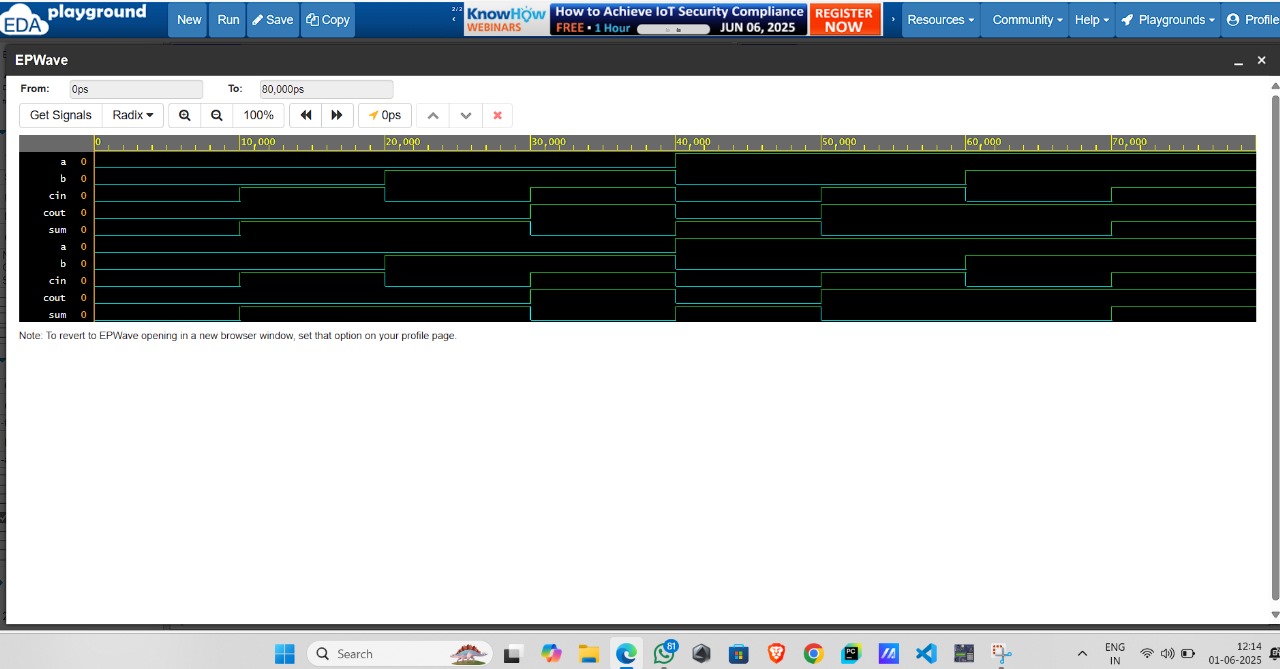 EDA playground New Run Save Copy 2/2 KnowHow WEBINARS How to Achieve IoT Security Compliance FREE • 1 Hour JUN 06, 2025 REGISTER NOW Resources Community Help Playgrounds Profile
EPWave
From: 0ps To: 80,000ps
Get Signals Radix 100% 0ps
0 10,000 20,000 30,000 40,000 50,000 60,000 70,000
a 0
b 0
cin 0
cout 0
sum 0
a 0
b 0
cin 0
cout 0
sum 0
Note: To revert to EPWave opening in a new browser window, set that option on your profile page.
Search 81 PC ENG IN 12:14 01-06-2025